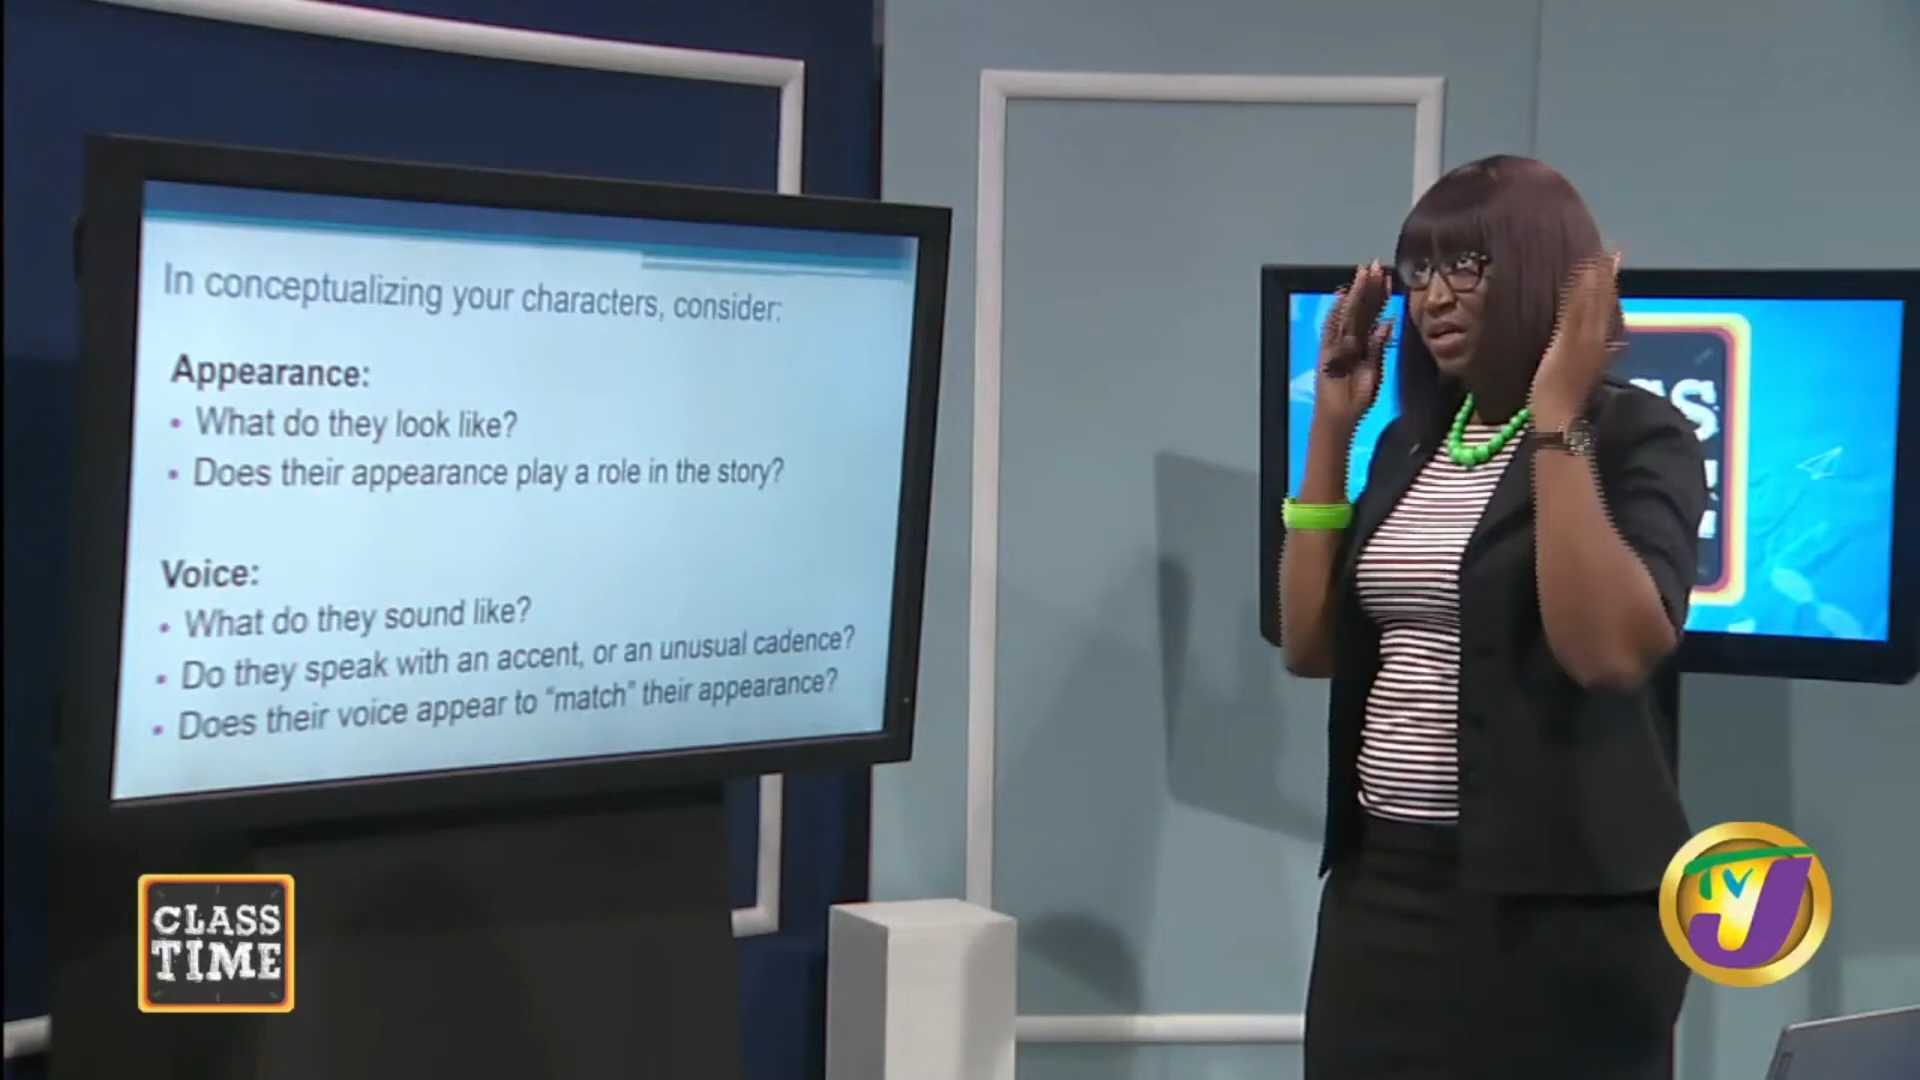 In conceptualizing your characters, consider:
Appearance:
• What do they look like?
• Does their appearance play a role in the story?
Voice:
• What do they sound like?
• Do they speak with an accent, or an unusual cadence?
• Does their voice appear to “match” their appearance?
CLASS
TIME
TVJ